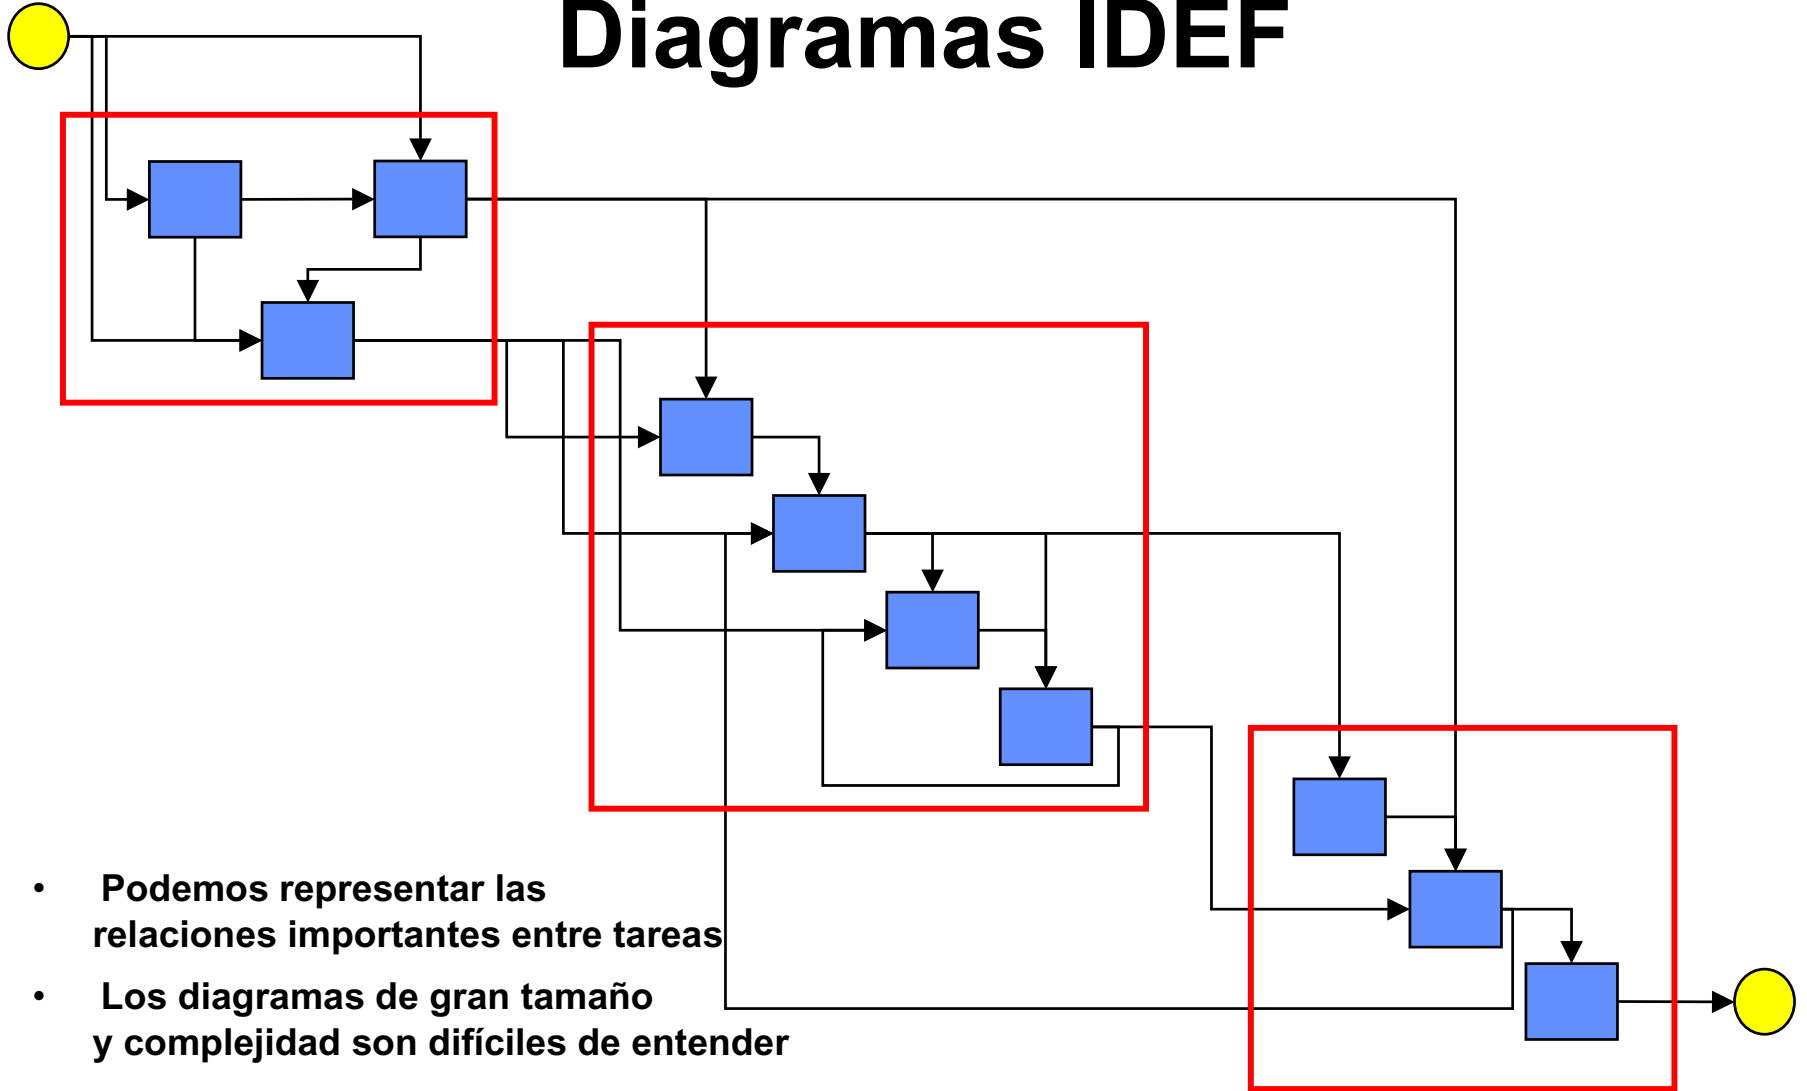 Diagramas IDEF
• Podemos representar las
relaciones importantes entre tareas
• Los diagramas de gran tamaño
y complejidad son difíciles de entender